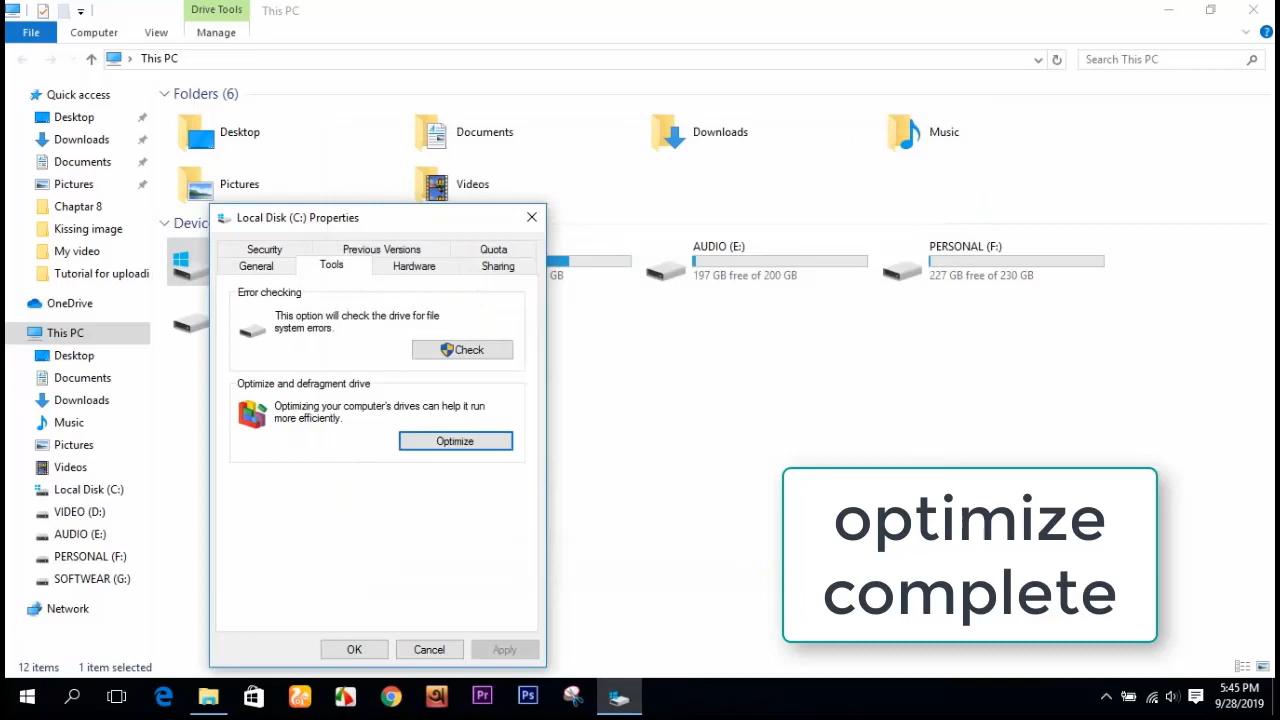 Drive Tools
This PC
File
Computer
View
Manage
This PC
Search This PC
Quick access
Desktop
Downloads
Documents
Pictures
Chaptar 8
Kissing image
My video
Tutorial for uploadi
OneDrive
This PC
Desktop
Documents
Downloads
Music
Pictures
Videos
Local Disk (C:)
VIDEO (D:)
AUDIO (E:)
PERSONAL (F:)
SOFTWEAR (G:)
Network
Folders (6)
Desktop
Documents
Downloads
Music
Pictures
Videos
Devic
GB
AUDIO (E:)
197 GB free of 200 GB
PERSONAL (F:)
227 GB free of 230 GB
Local Disk (C:) Properties
Security
Previous Versions
Quota
General
Tools
Hardware
Sharing
Error checking
This option will check the drive for file
system errors.
Check
Optimize and defragment drive
Optimizing your computer's drives can help it run
more efficiently.
Optimize
OK
Cancel
Apply
optimize
complete
12 items
1 item selected
Pr
Ps
5:45 PM
9/28/2019